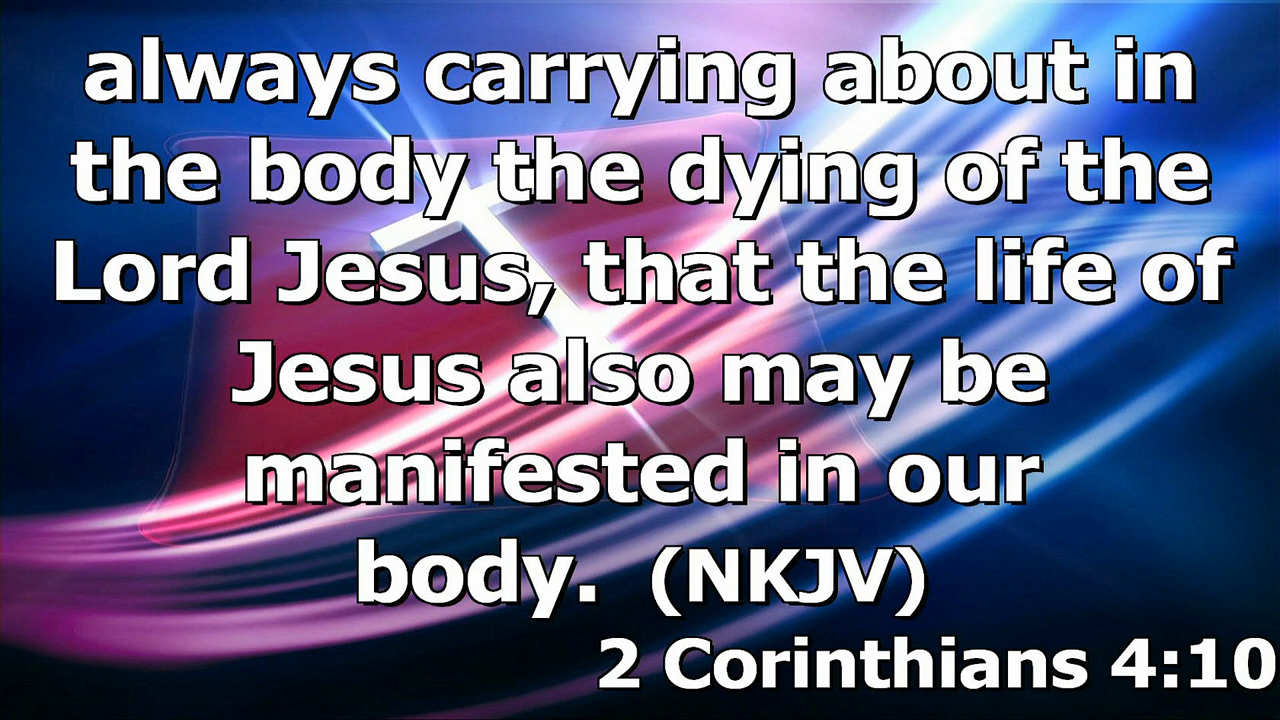 always carrying about in
the body the dying of the
Lord Jesus, that the life of
Jesus also may be
manifested in our
body. (NKJV)
2 Corinthians 4:10